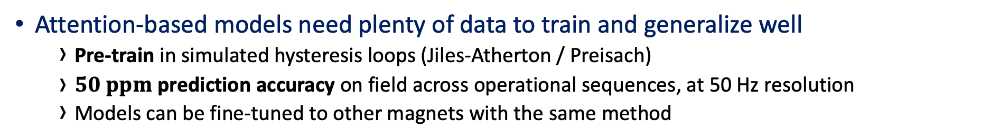 • Attention-based models need plenty of data to train and generalize well
› Pre-train in simulated hysteresis loops (Jiles-Atherton / Preisach)
› 50 ppm prediction accuracy on field across operational sequences, at 50 Hz resolution
› Models can be fine-tuned to other magnets with the same method